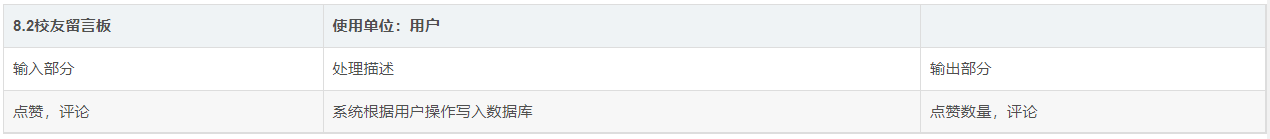 8.2校友留言板 使用单位：用户
输入部分 处理描述 输出部分
点赞，评论 系统根据用户操作写入数据库 点赞数量，评论